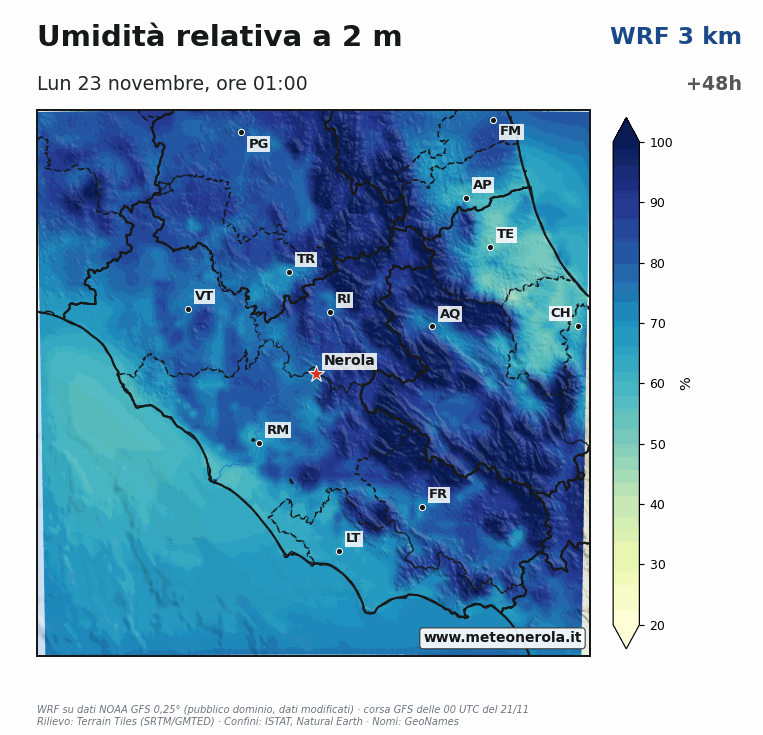 Umidità relativa a 2 m
WRF 3 km
Lun 23 novembre, ore 01:00
+48h
FM
PG
AP
TE
TR
VT
RI
AQ
CH
Nerola
RM
FR
LT
www.meteonerola.it
100
90
80
70
60
50
40
30
20
%
WRF su dati NOAA GFS 0,25° (pubblico dominio, dati modificati) · corsa GFS delle 00 UTC del 21/11
Rilievo: Terrain Tiles (SRTM/GMTED) · Confini: ISTAT, Natural Earth · Nomi: GeoNames